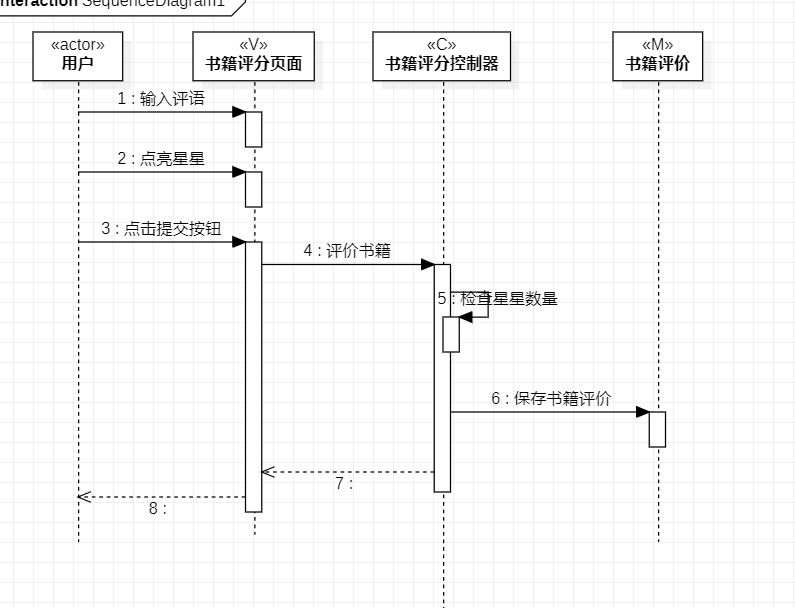 nteraction SequenceDiagram1
«actor»
用户
«V»
书籍评分页面
«C»
书籍评分控制器
«M»
书籍评价
1 : 输入评语
2 : 点亮星星
3 : 点击提交按钮
4 : 评价书籍
5 : 检查星星数量
6 : 保存书籍评价
7 :
8 :